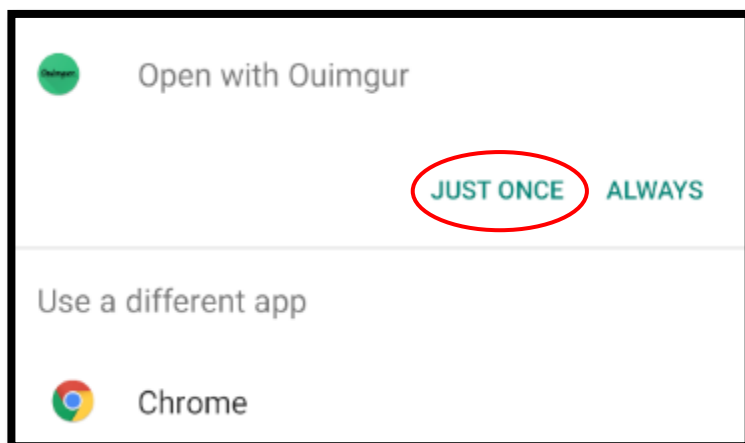 Open with Ouimgur
JUST ONCE ALWAYS
Use a different app
Chrome